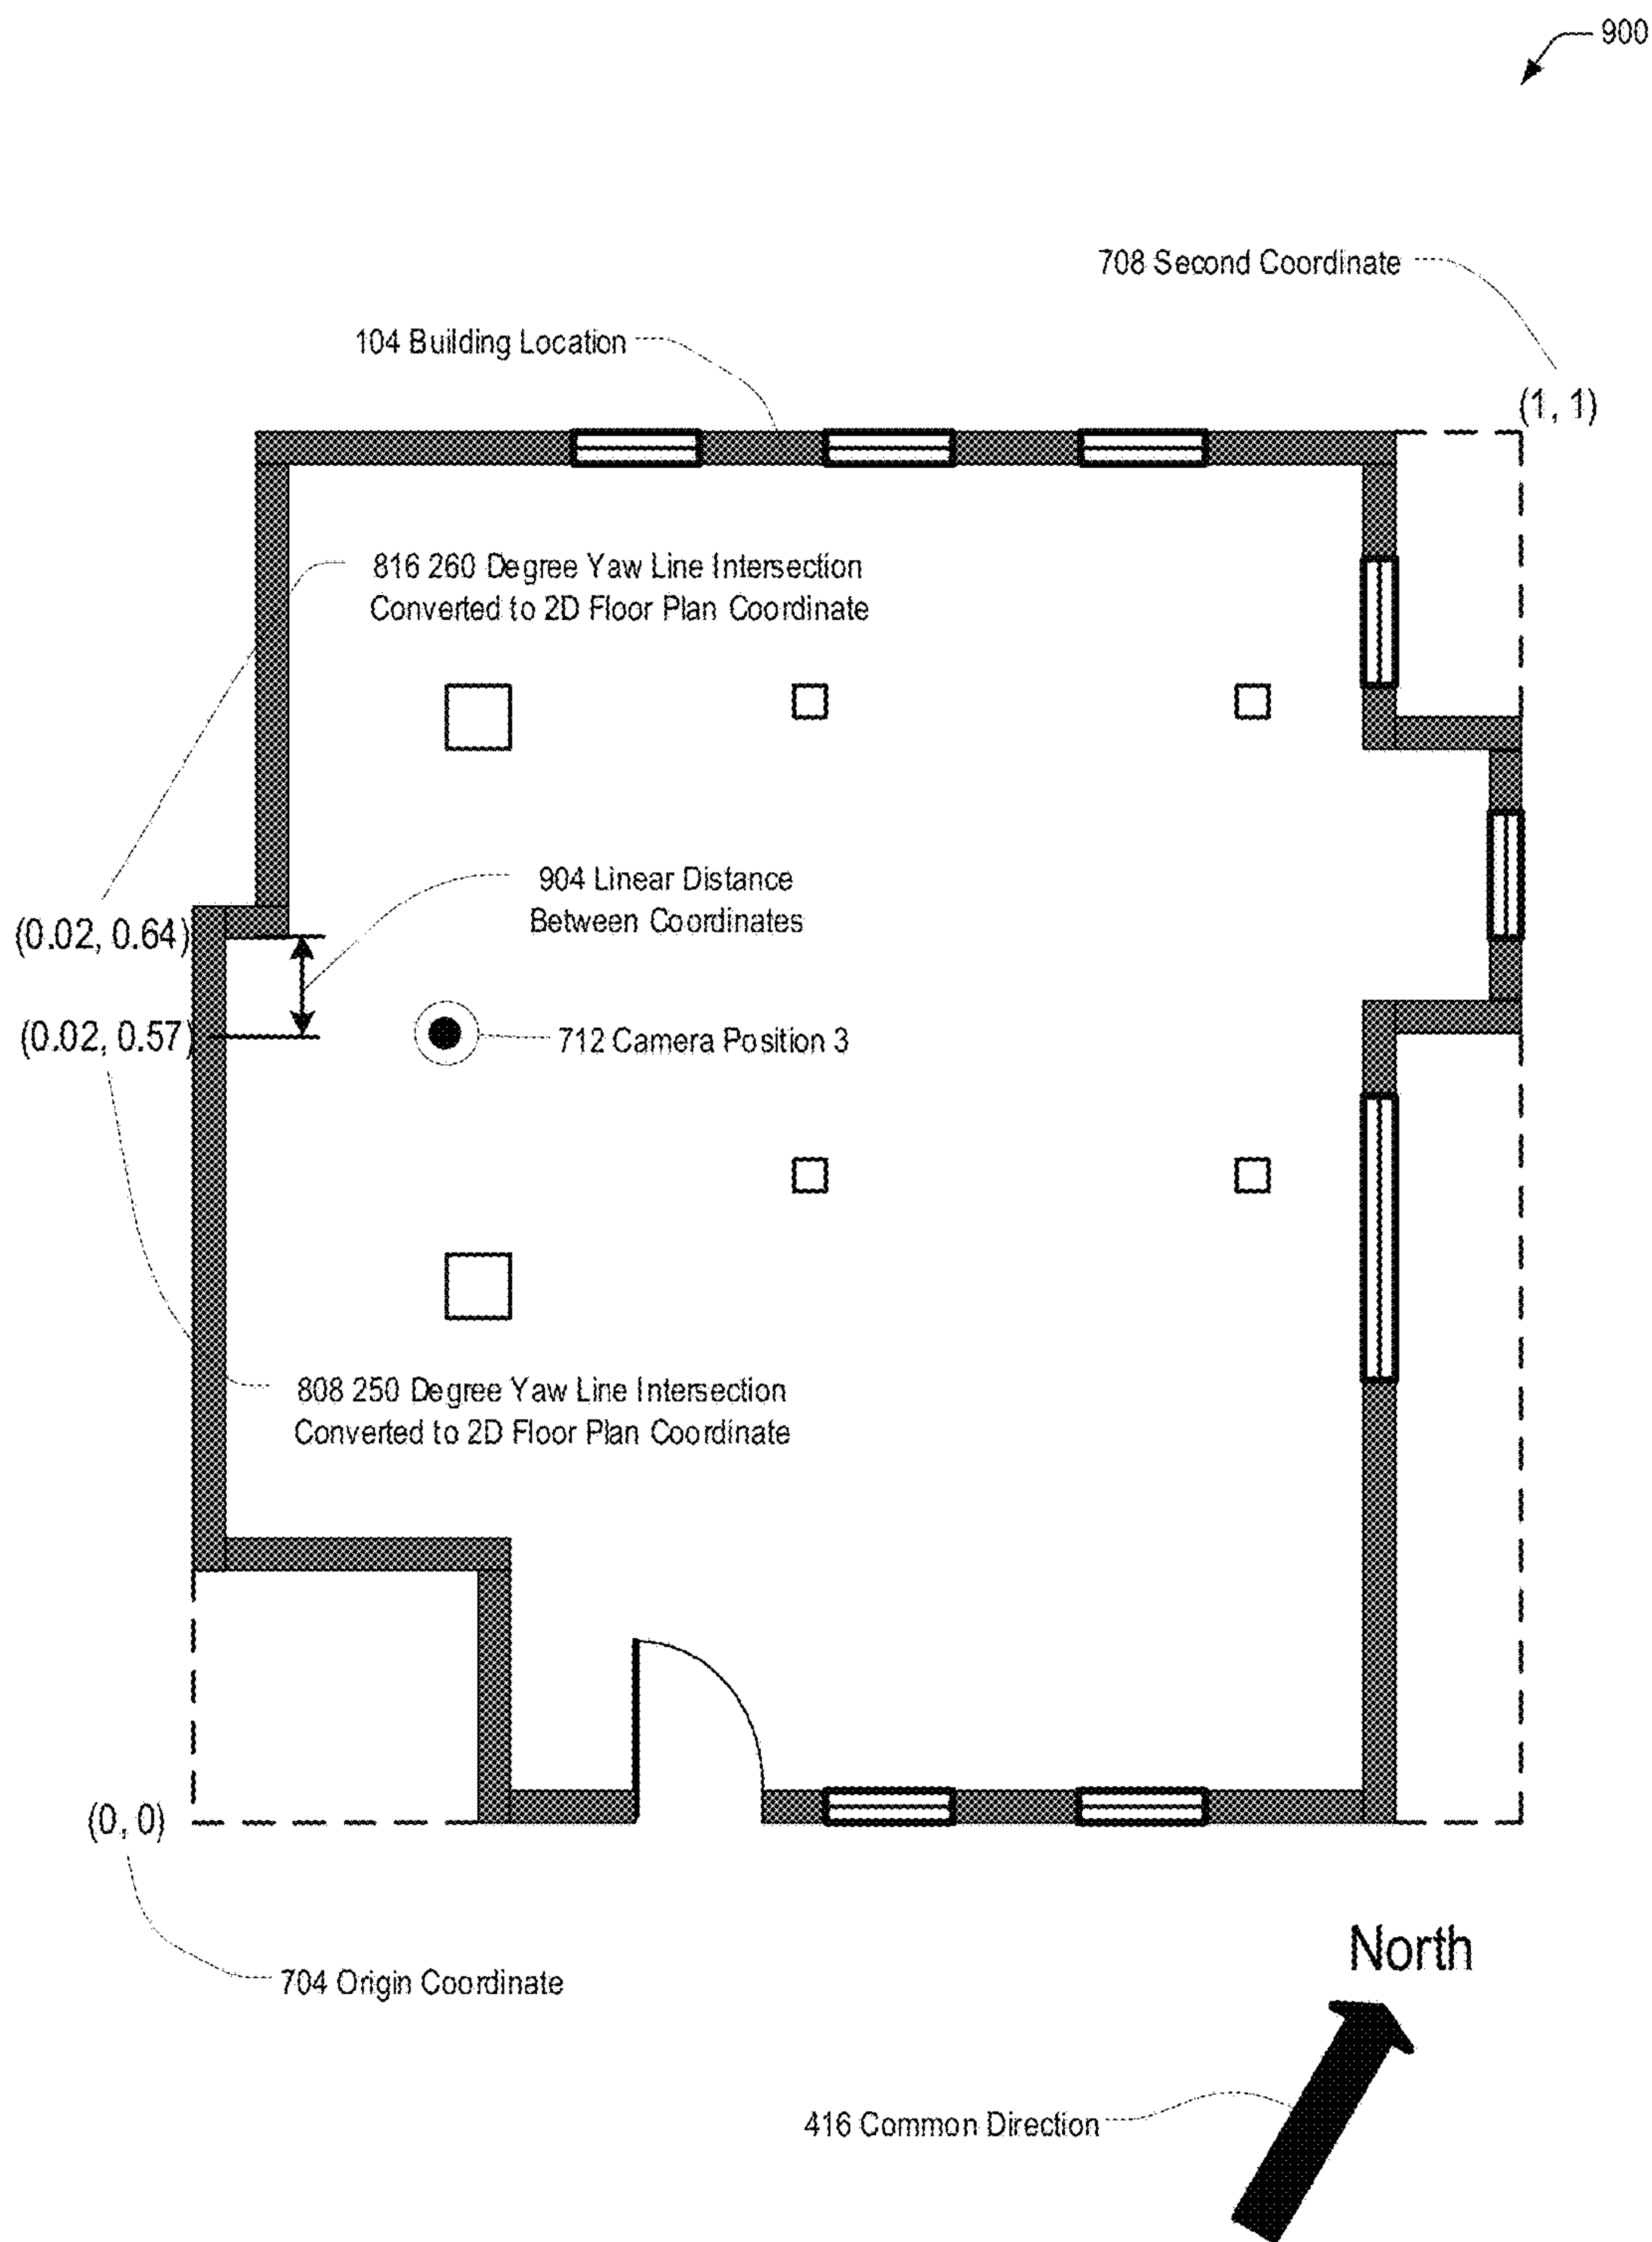 900
708 Second Coordinate
104 Building Location
(1, 1)
816 260 Degree Yaw Line Intersection
Converted to 2D Floor Plan Coordinate
904 Linear Distance
Between Coordinates
(0.02, 0.64)
(0.02, 0.57)
712 Camera Position 3
808 250 Degree Yaw Line Intersection
Converted to 2D Floor Plan Coordinate
(0, 0)
North
704 Origin Coordinate
416 Common Direction